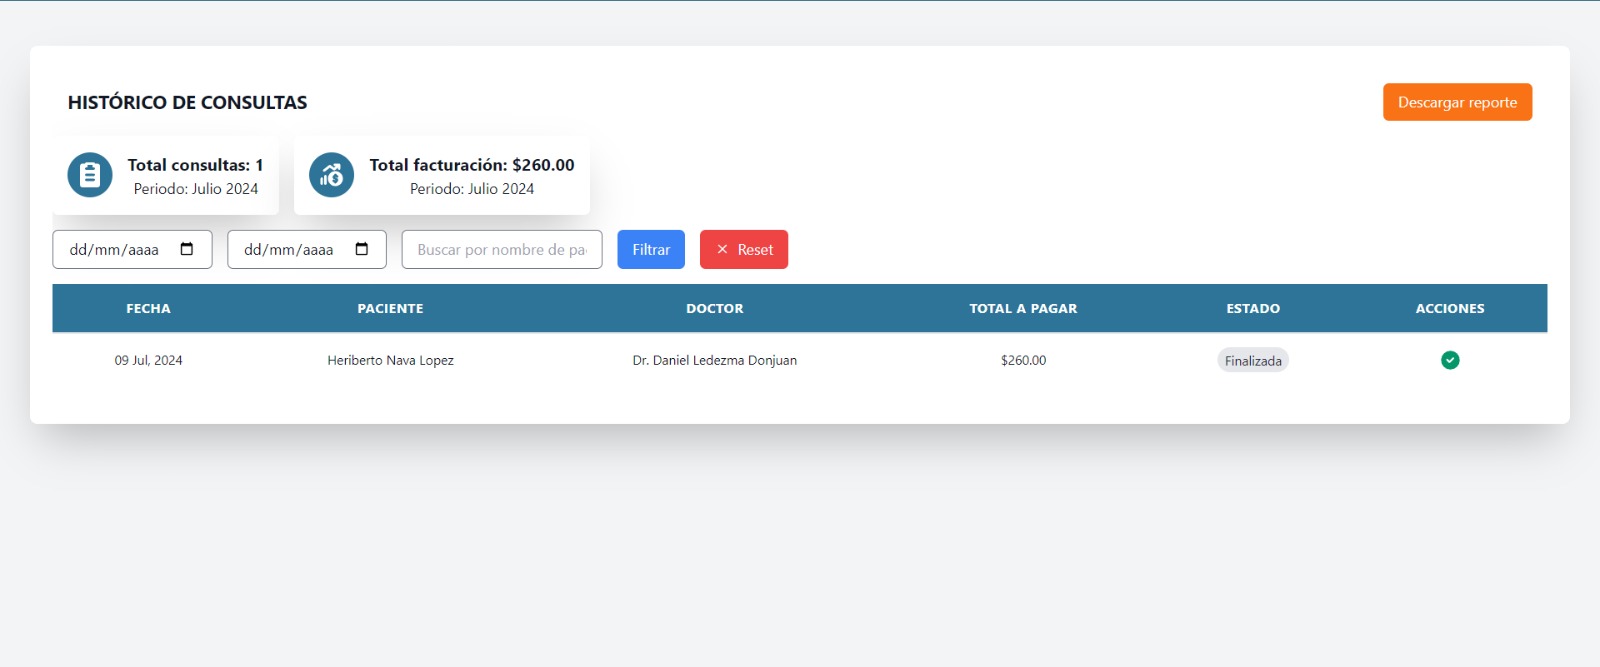 HISTÓRICO DE CONSULTAS
Descargar reporte
Total consultas: 1
Periodo: Julio 2024
Total facturación: $260.00
Periodo: Julio 2024
dd/mm/aaaa
dd/mm/aaaa
Buscar por nombre de pa
Filtrar
Reset
FECHA PACIENTE DOCTOR TOTAL A PAGAR ESTADO ACCIONES
09 Jul, 2024 Heriberto Nava Lopez Dr. Daniel Ledezma Donjuan $260.00 Finalizada